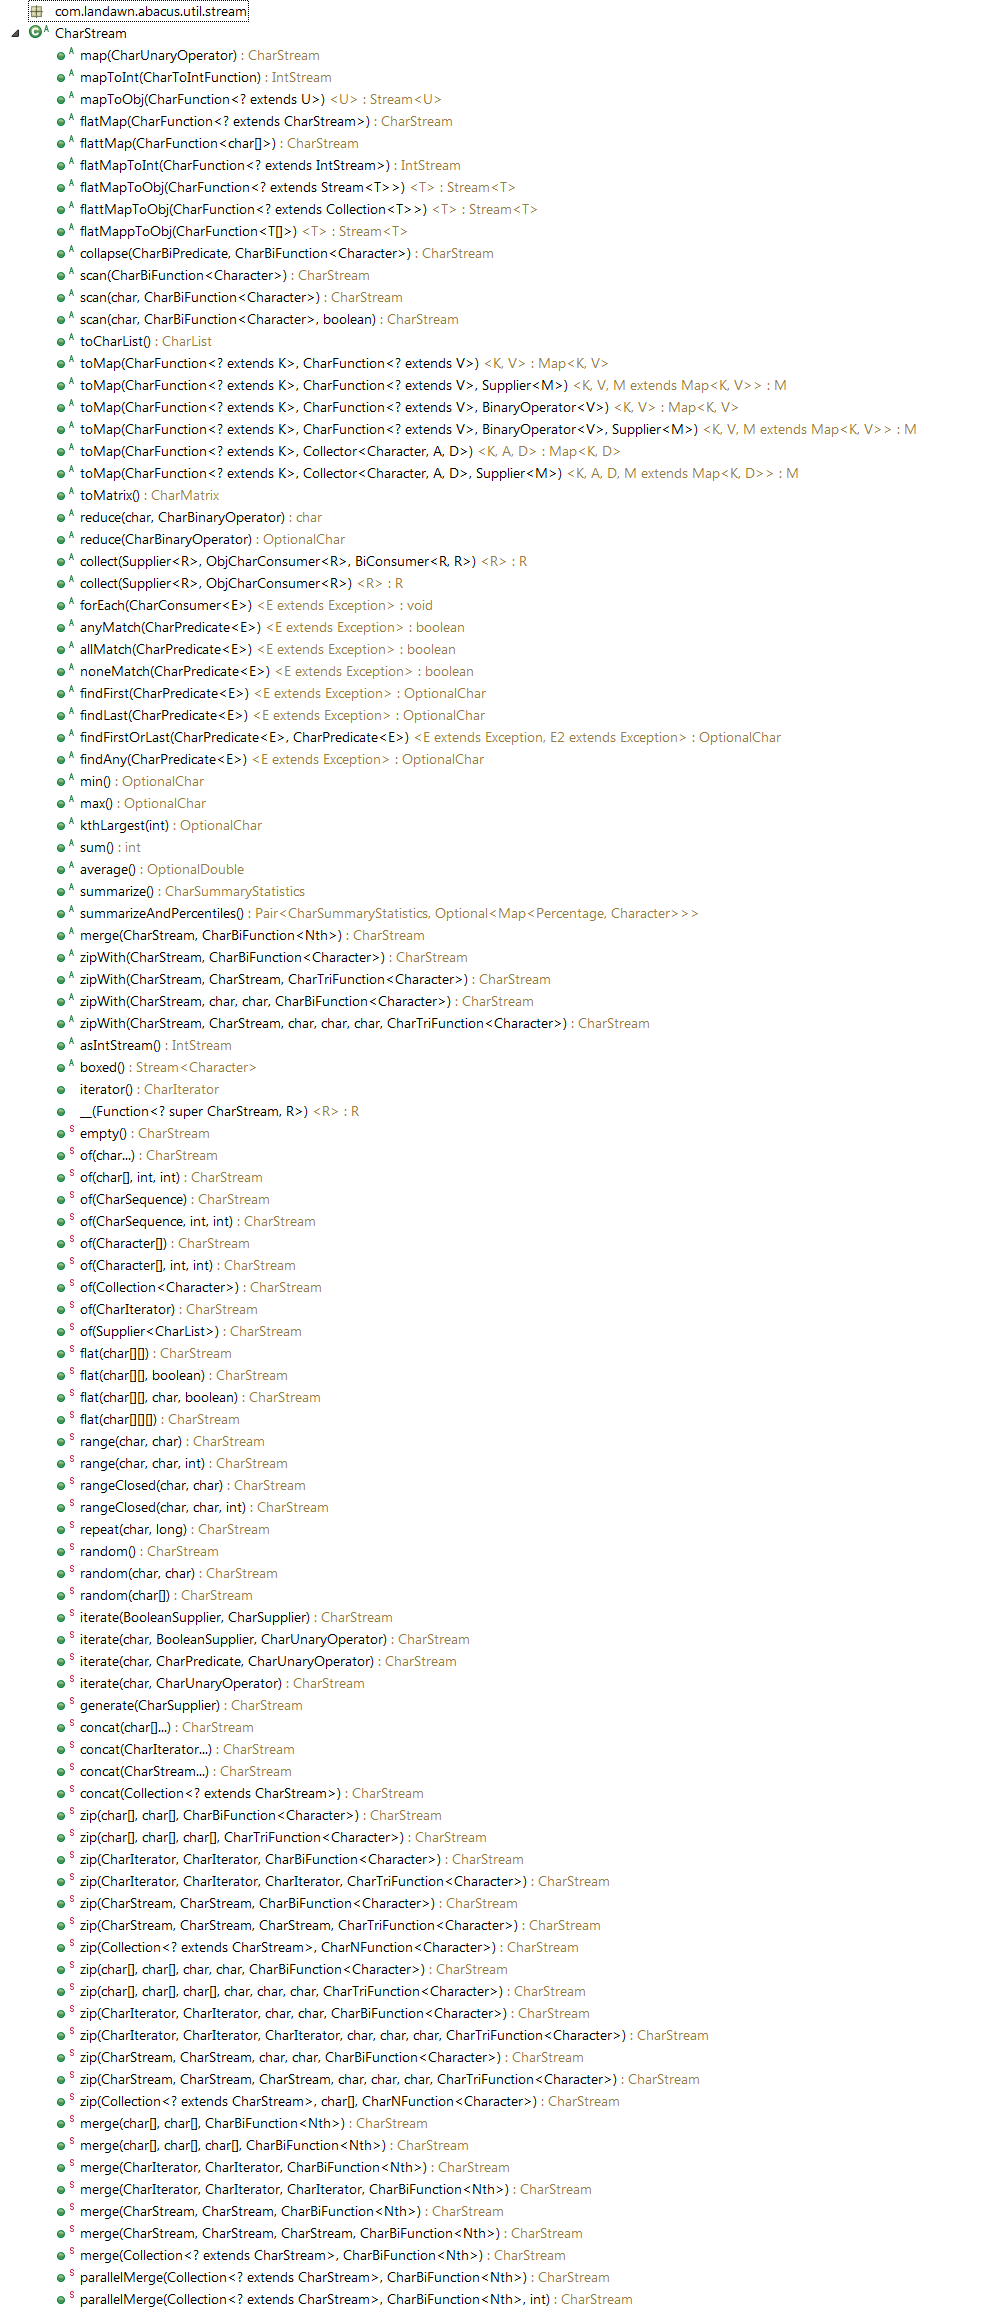 com.landawn.abacus.util.stream
CharStream
map(CharUnaryOperator) : CharStream
mapToInt(CharToIntFunction) : IntStream
mapToObj(CharFunction<? extends U>) <U> : Stream<U>
flatMap(CharFunction<? extends CharStream>) : CharStream
flattMap(CharFunction<char[]>) : CharStream
flatMapToInt(CharFunction<? extends IntStream>) : IntStream
flatMapToObj(CharFunction<? extends Stream<T>>) <T> : Stream<T>
flattMapToObj(CharFunction<? extends Collection<T>>) <T> : Stream<T>
flatMappToObj(CharFunction<T[]>) <T> : Stream<T>
collapse(CharBiPredicate, CharBiFunction<Character>) : CharStream
scan(CharBiFunction<Character>) : CharStream
scan(char, CharBiFunction<Character>) : CharStream
scan(char, CharBiFunction<Character>, boolean) : CharStream
toCharList() : CharList
toMap(CharFunction<? extends K>, CharFunction<? extends V>) <K, V> : Map<K, V>
toMap(CharFunction<? extends K>, CharFunction<? extends V>, Supplier<M>) <K, V, M extends Map<K, V>> : M
toMap(CharFunction<? extends K>, CharFunction<? extends V>, BinaryOperator<V>) <K, V> : Map<K, V>
toMap(CharFunction<? extends K>, CharFunction<? extends V>, BinaryOperator<V>, Supplier<M>) <K, V, M extends Map<K, V>> : M
toMap(CharFunction<? extends K>, Collector<Character, A, D>) <K, A, D> : Map<K, D>
toMap(CharFunction<? extends K>, Collector<Character, A, D>, Supplier<M>) <K, A, D, M extends Map<K, D>> : M
toMatrix() : CharMatrix
reduce(char, CharBinaryOperator) : char
reduce(CharBinaryOperator) : OptionalChar
collect(Supplier<R>, ObjCharConsumer<R>, BiConsumer<R, R>) <R> : R
collect(Supplier<R>, ObjCharConsumer<R>) <R> : R
forEach(CharConsumer<E>) <E extends Exception> : void
anyMatch(CharPredicate<E>) <E extends Exception> : boolean
allMatch(CharPredicate<E>) <E extends Exception> : boolean
noneMatch(CharPredicate<E>) <E extends Exception> : boolean
findFirst(CharPredicate<E>) <E extends Exception> : OptionalChar
findLast(CharPredicate<E>) <E extends Exception> : OptionalChar
findFirstOrLast(CharPredicate<E>, CharPredicate<E>) <E extends Exception, E2 extends Exception> : OptionalChar
findAny(CharPredicate<E>) <E extends Exception> : OptionalChar
min() : OptionalChar
max() : OptionalChar
kthLargest(int) : OptionalChar
sum() : int
average() : OptionalDouble
summarize() : CharSummaryStatistics
summarizeAndPercentiles() : Pair<CharSummaryStatistics, Optional<Map<Percentage, Character>>>
merge(CharStream, CharBiFunction<Nth>) : CharStream
zipWith(CharStream, CharBiFunction<Character>) : CharStream
zipWith(CharStream, CharStream, CharTriFunction<Character>) : CharStream
zipWith(CharStream, char, char, CharBiFunction<Character>) : CharStream
zipWith(CharStream, CharStream, char, char, char, CharTriFunction<Character>) : CharStream
asIntStream() : IntStream
boxed() : Stream<Character>
iterator() : CharIterator
__(Function<? super CharStream, R>) <R> : R
empty() : CharStream
of(char...) : CharStream
of(char[], int, int) : CharStream
of(CharSequence) : CharStream
of(CharSequence, int, int) : CharStream
of(Character[]) : CharStream
of(Character[], int, int) : CharStream
of(Collection<Character>) : CharStream
of(CharIterator) : CharStream
of(Supplier<CharList>) : CharStream
flat(char[][]) : CharStream
flat(char[][], boolean) : CharStream
flat(char[][], char, boolean) : CharStream
flat(char[][][]) : CharStream
range(char, char) : CharStream
range(char, char, int) : CharStream
rangeClosed(char, char) : CharStream
rangeClosed(char, char, int) : CharStream
repeat(char, long) : CharStream
random() : CharStream
random(char, char) : CharStream
random(char[]) : CharStream
iterate(BooleanSupplier, CharSupplier) : CharStream
iterate(char, BooleanSupplier, CharUnaryOperator) : CharStream
iterate(char, CharPredicate, CharUnaryOperator) : CharStream
iterate(char, CharUnaryOperator) : CharStream
generate(CharSupplier) : CharStream
concat(char[]...) : CharStream
concat(CharIterator...) : CharStream
concat(CharStream...) : CharStream
concat(Collection<? extends CharStream>) : CharStream
zip(char[], char[], CharBiFunction<Character>) : CharStream
zip(char[], char[], char[], CharTriFunction<Character>) : CharStream
zip(CharIterator, CharIterator, CharBiFunction<Character>) : CharStream
zip(CharIterator, CharIterator, CharIterator, CharTriFunction<Character>) : CharStream
zip(CharStream, CharStream, CharBiFunction<Character>) : CharStream
zip(CharStream, CharStream, CharStream, CharTriFunction<Character>) : CharStream
zip(Collection<? extends CharStream>, CharNFunction<Character>) : CharStream
zip(char[], char[], char, char, CharBiFunction<Character>) : CharStream
zip(char[], char[], char[], char, char, char, CharTriFunction<Character>) : CharStream
zip(CharIterator, CharIterator, char, char, CharBiFunction<Character>) : CharStream
zip(CharIterator, CharIterator, CharIterator, char, char, char, CharTriFunction<Character>) : CharStream
zip(CharStream, CharStream, char, char, CharBiFunction<Character>) : CharStream
zip(CharStream, CharStream, CharStream, char, char, char, CharTriFunction<Character>) : CharStream
zip(Collection<? extends CharStream>, char[], CharNFunction<Character>) : CharStream
merge(char[], char[], CharBiFunction<Nth>) : CharStream
merge(char[], char[], char[], CharBiFunction<Nth>) : CharStream
merge(CharIterator, CharIterator, CharBiFunction<Nth>) : CharStream
merge(CharIterator, CharIterator, CharIterator, CharBiFunction<Nth>) : CharStream
merge(CharStream, CharStream, CharBiFunction<Nth>) : CharStream
merge(CharStream, CharStream, CharStream, CharBiFunction<Nth>) : CharStream
merge(Collection<? extends CharStream>, CharBiFunction<Nth>) : CharStream
parallelMerge(Collection<? extends CharStream>, CharBiFunction<Nth>) : CharStream
parallelMerge(Collection<? extends CharStream>, CharBiFunction<Nth>, int) : CharStream